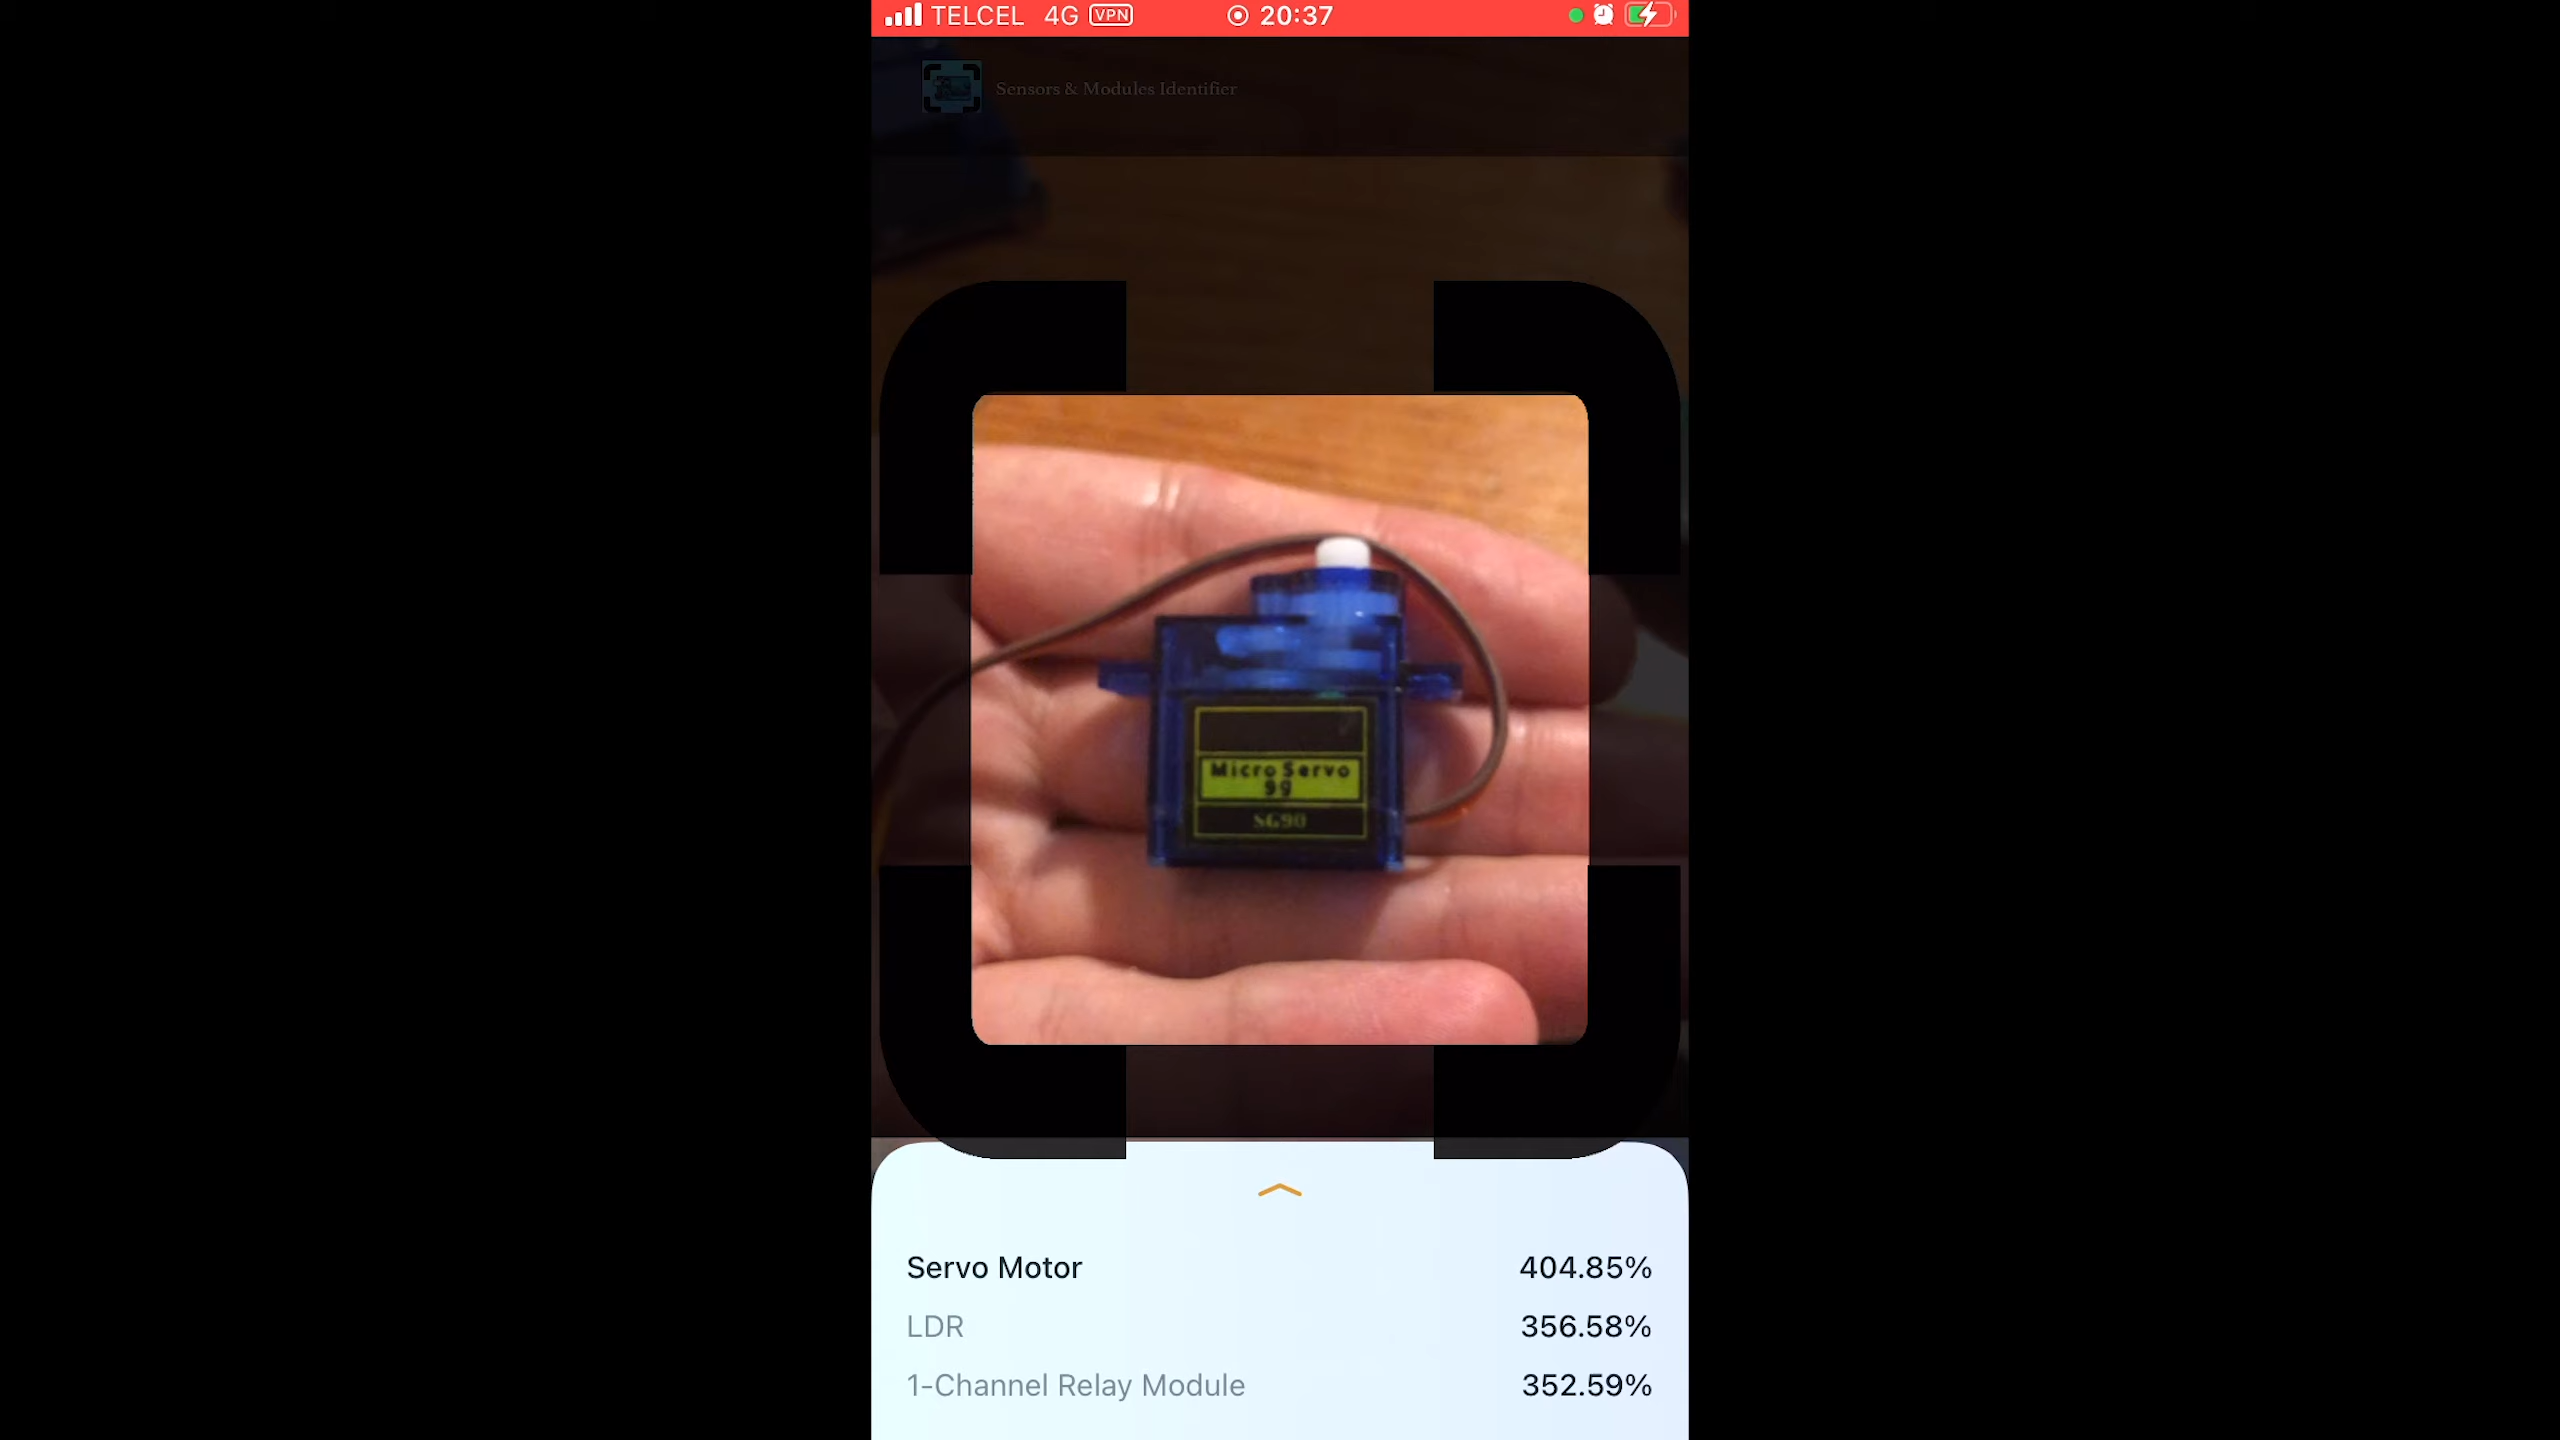 TELCEL 4G VPN 20:37
Sensors & Modules Identifier
Micro Servo
9g
SG90
Servo Motor 404.85%
LDR 356.58%
1-Channel Relay Module 352.59%